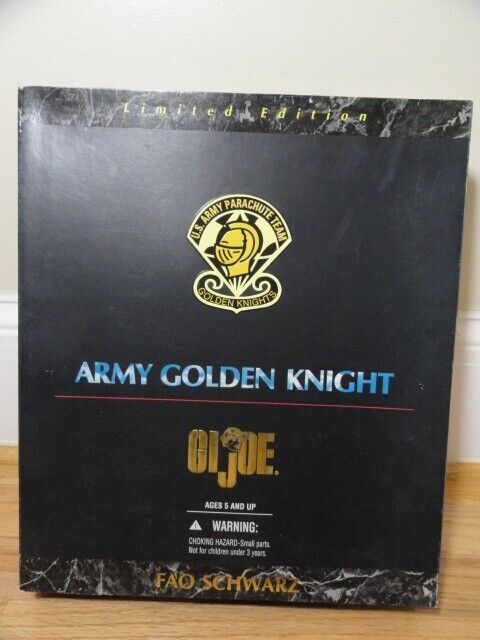 Limited Edition
U.S. ARMY PARACHUTE TEAM
GOLDEN KNIGHTS
ARMY GOLDEN KNIGHT
GI JOE®
AGES 5 AND UP
WARNING:
CHOKING HAZARD-Small parts.
Not for children under 3 years.
FAO SCHWARZ